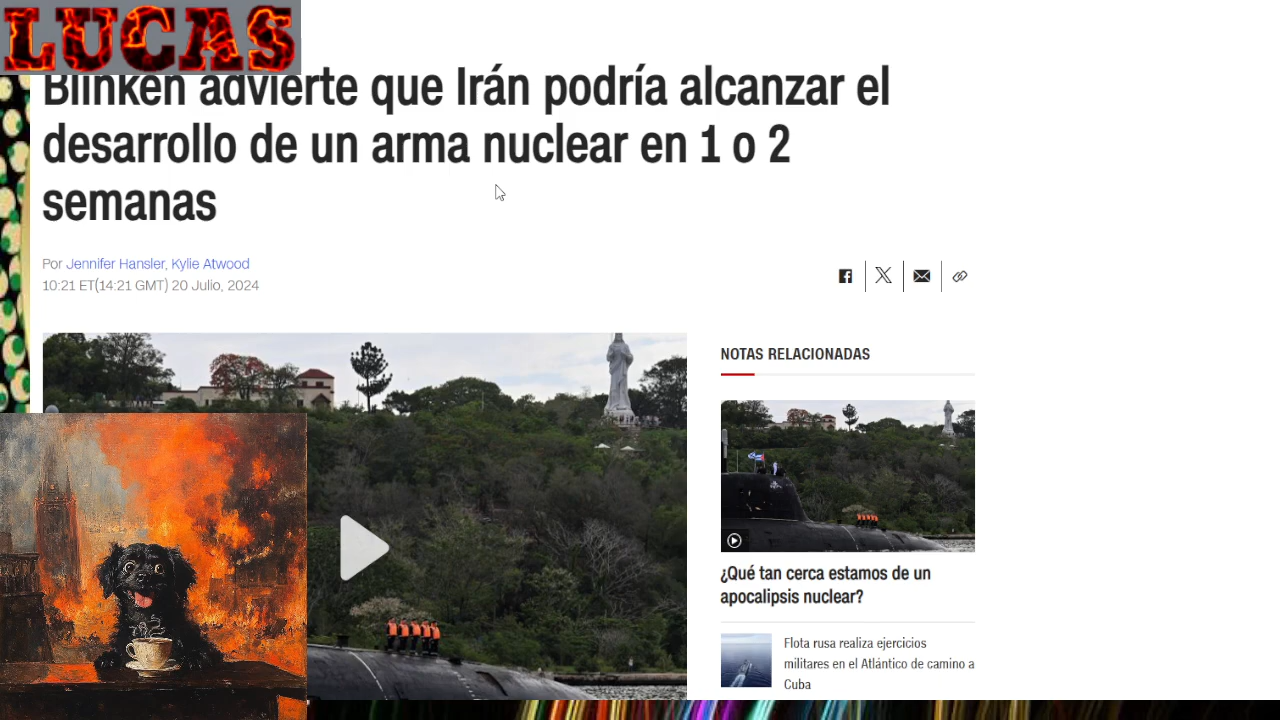 LUCAS
Blinken advierte que Irán podría alcanzar el
desarrollo de un arma nuclear en 1 o 2
semanas
Por Jennifer Hansler, Kylie Atwood
10:21 ET(14:21 GMT) 20 Julio, 2024
NOTAS RELACIONADAS
¿Qué tan cerca estamos de un
apocalipsis nuclear?
Flota rusa realiza ejercicios
militares en el Atlántico de camino a
Cuba